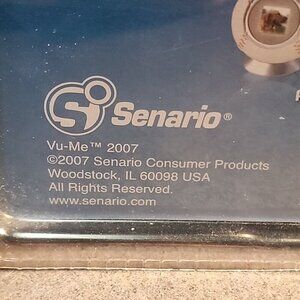 Senario®
Vu-Me™ 2007
©2007 Senario Consumer Products
Woodstock, IL 60098 USA
All Rights Reserved.
www.senario.com